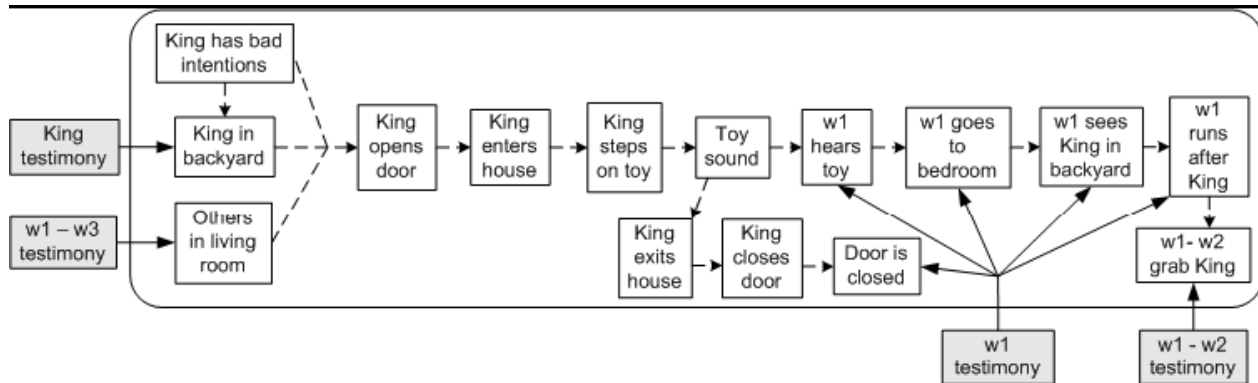 King has bad
intentions
King
testimony
King in
backyard
w1 – w3
testimony
Others
in living
room
King
opens
door
King
enters
house
King
steps
on toy
Toy
sound
w1
hears
toy
w1 goes
to
bedroom
w1 sees
King in
backyard
w1
runs
after
King
King
exits
house
King
closes
door
Door is
closed
w1- w2
grab King
w1
testimony
w1 - w2
testimony